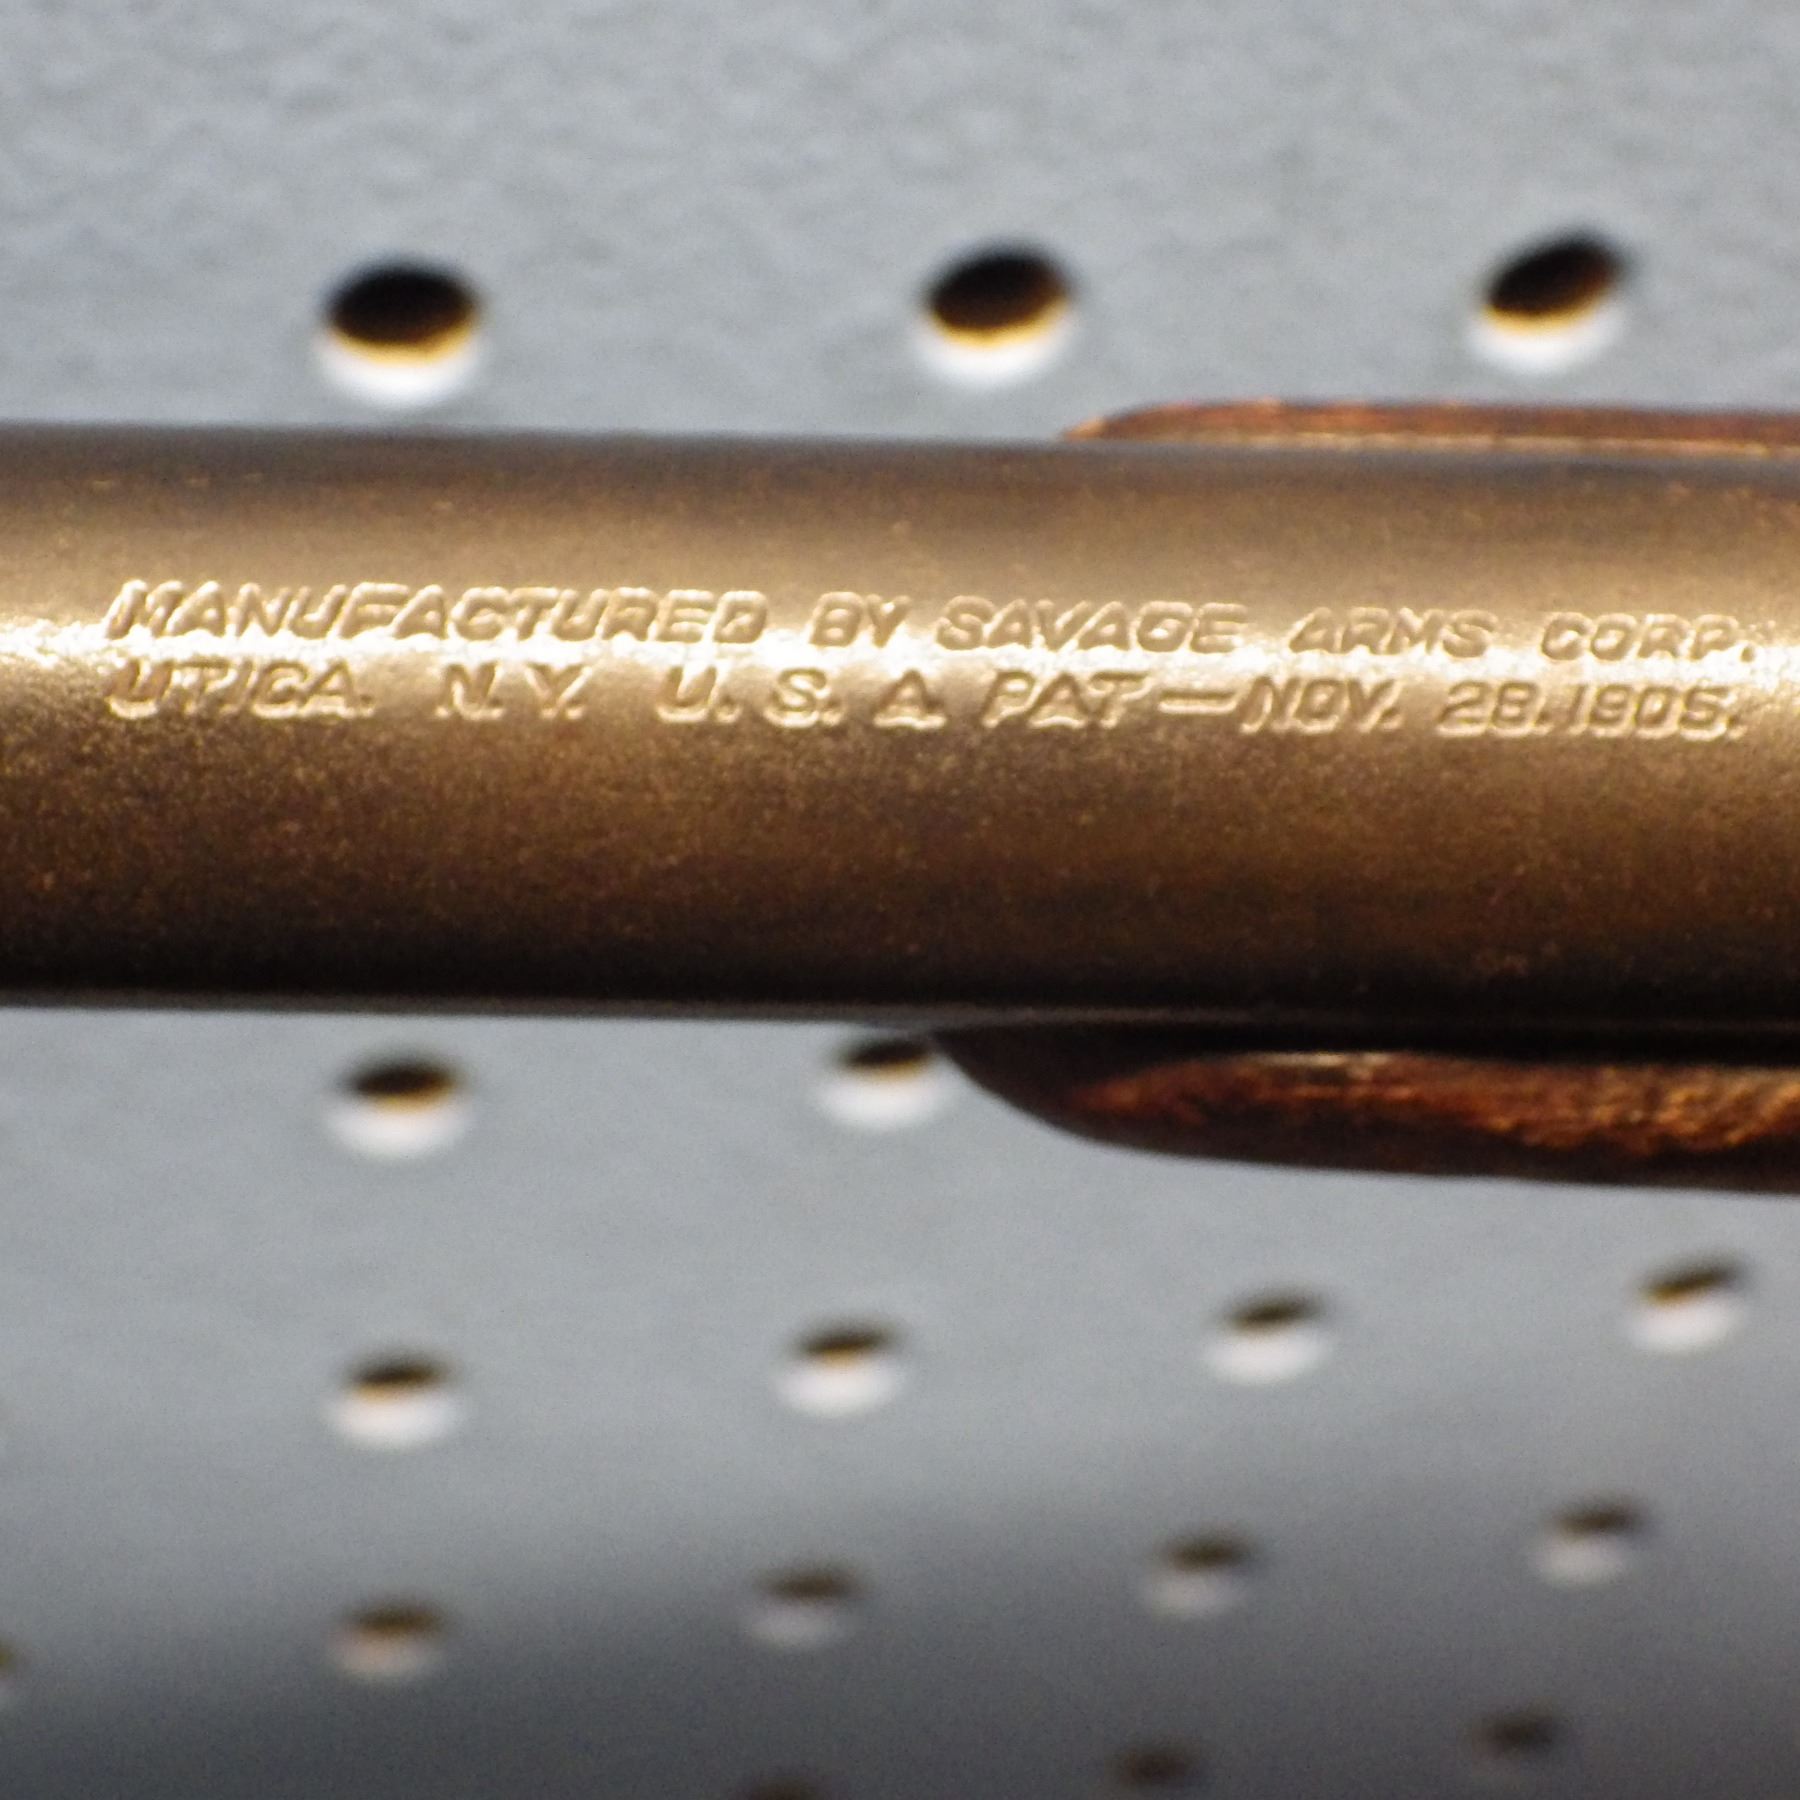 MANUFACTURED BY SAVAGE ARMS CORP.
UTICA. N.Y. U.S.A. PAT—NOV. 28.1905.